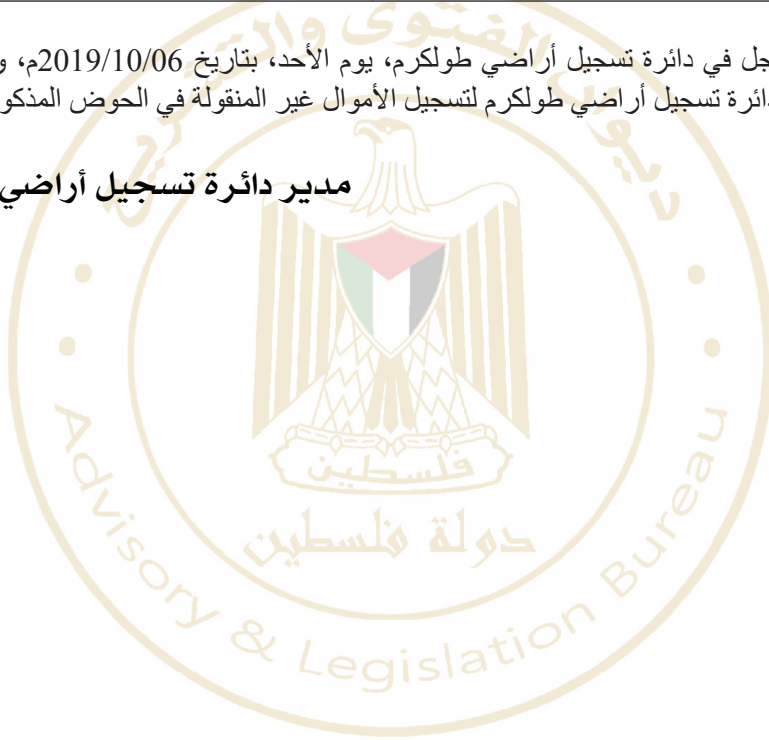 جل في دائرة تسجيل أراضي طولكرم، يوم الأحد، بتاريخ 2019/10/06م، و
دائرة تسجيل أراضي طولكرم لتسجيل الأموال غير المنقولة في الحوض المذكو
مدير دائرة تسجيل أراضي
ديوان الفتوى والتشريع
فلسطين
دولة فلسطين
Advisory & Legislation Bureau